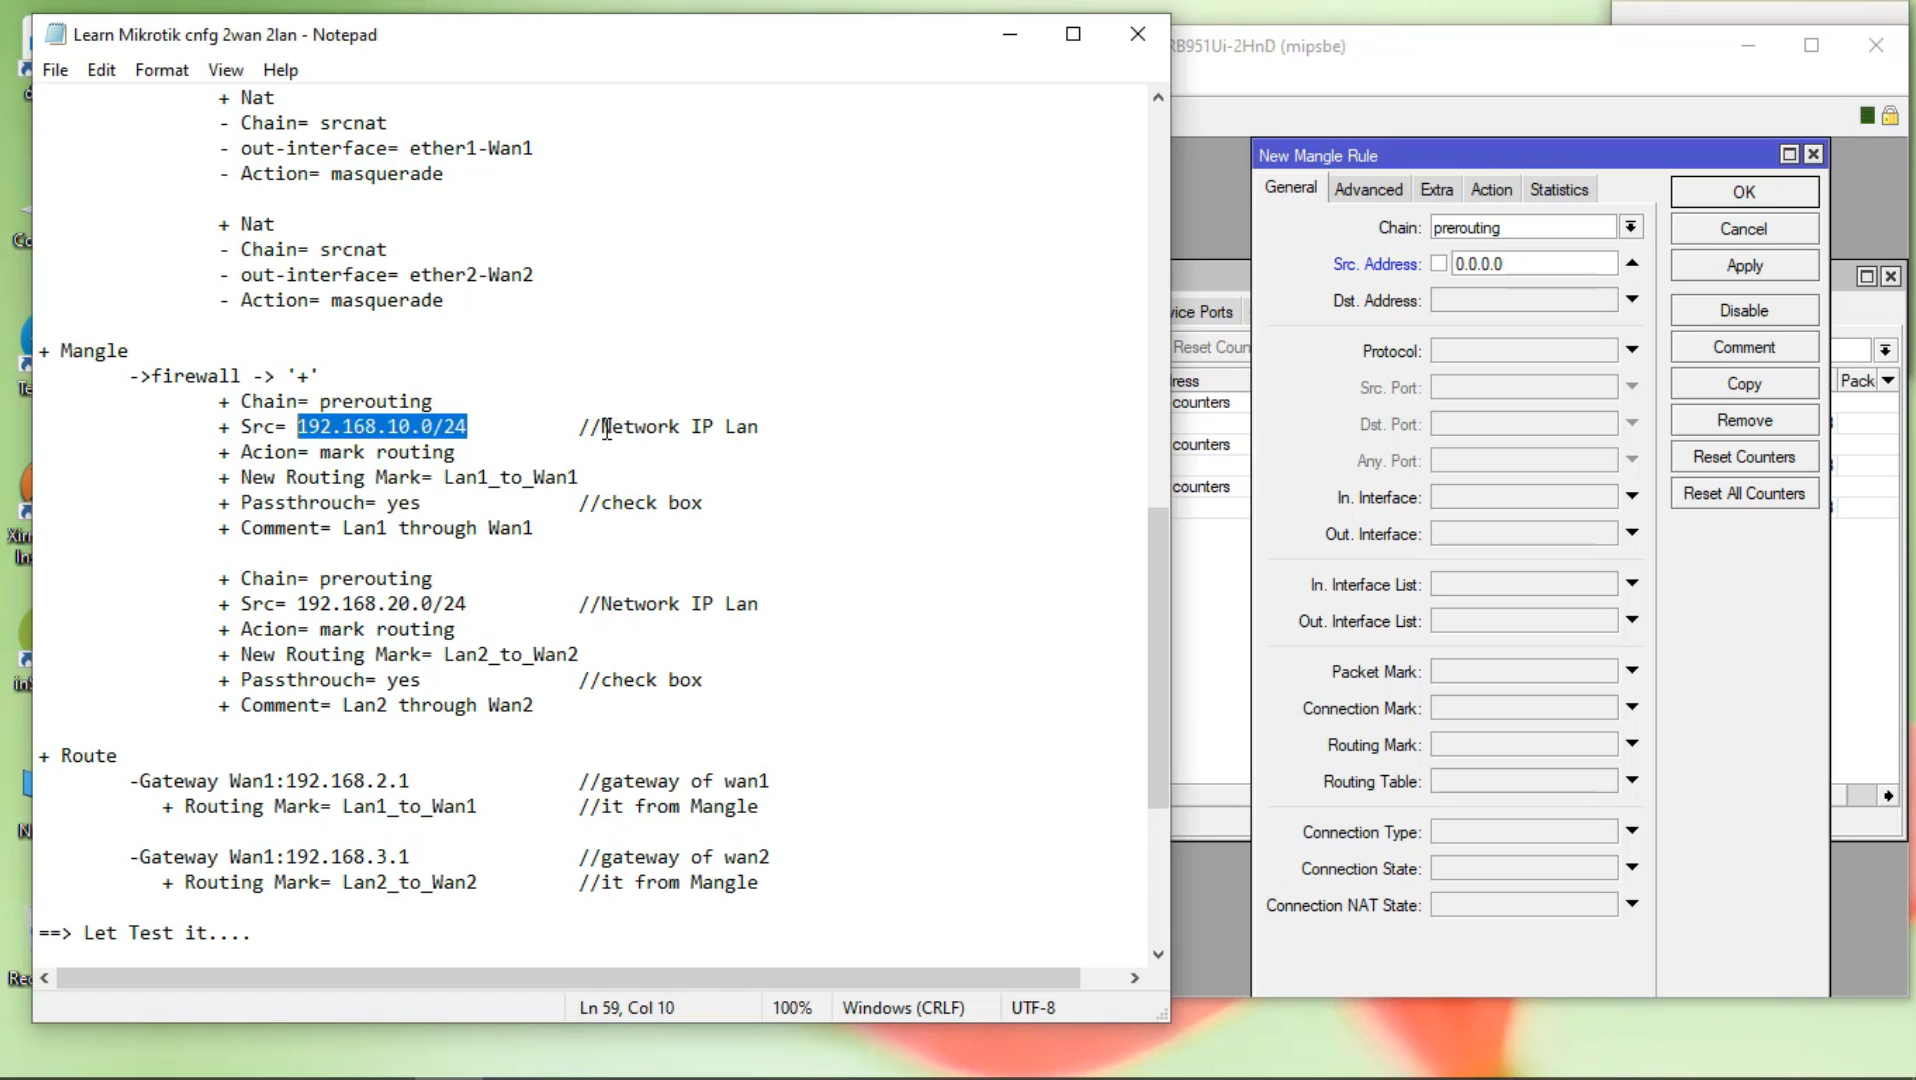 Learn Mikrotik cnfg 2wan 2lan - Notepad
File Edit Format View Help
+ Nat
- Chain= srcnat
- out-interface= ether1-Wan1
- Action= masquerade
+ Nat
- Chain= srcnat
- out-interface= ether2-Wan2
- Action= masquerade
+ Mangle
->firewall -> '+'
+ Chain= prerouting
+ Src= 192.168.10.0/24 //Network IP Lan
+ Acion= mark routing
+ New Routing Mark= Lan1_to_Wan1
+ Passthrouch= yes //check box
+ Comment= Lan1 through Wan1
+ Chain= prerouting
+ Src= 192.168.20.0/24 //Network IP Lan
+ Acion= mark routing
+ New Routing Mark= Lan2_to_Wan2
+ Passthrouch= yes //check box
+ Comment= Lan2 through Wan2
+ Route
-Gateway Wan1:192.168.2.1 //gateway of wan1
+ Routing Mark= Lan1_to_Wan1 //it from Mangle
-Gateway Wan1:192.168.3.1 //gateway of wan2
+ Routing Mark= Lan2_to_Wan2 //it from Mangle
==> Let Test it....
Ln 59, Col 10 100% Windows (CRLF) UTF-8
RB951Ui-2HnD (mipsbe)
vice Ports
Reset Coun
ress
counters
counters
counters
Pack
New Mangle Rule
General Advanced Extra Action Statistics
Chain: prerouting
Src. Address: 0.0.0.0
Dst. Address:
Protocol:
Src. Port:
Dst. Port:
Any. Port:
In. Interface:
Out. Interface:
In. Interface List:
Out. Interface List:
Packet Mark:
Connection Mark:
Routing Mark:
Routing Table:
Connection Type:
Connection State:
Connection NAT State:
OK
Cancel
Apply
Disable
Comment
Copy
Remove
Reset Counters
Reset All Counters